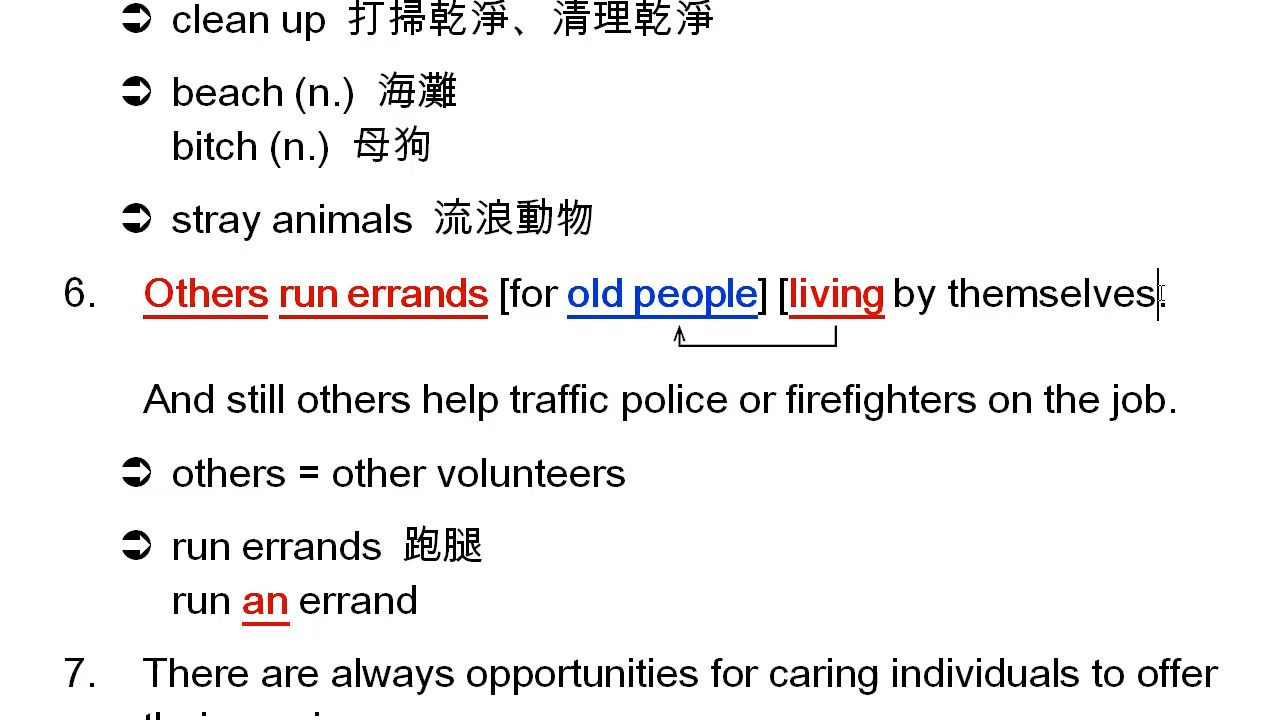 ➲ clean up 打掃乾淨、清理乾淨
➲ beach (n.) 海灘
bitch (n.) 母狗
➲ stray animals 流浪動物
6. Others run errands [for old people] [living by themselves.
And still others help traffic police or firefighters on the job.
➲ others = other volunteers
➲ run errands 跑腿
run an errand
7. There are always opportunities for caring individuals to offer